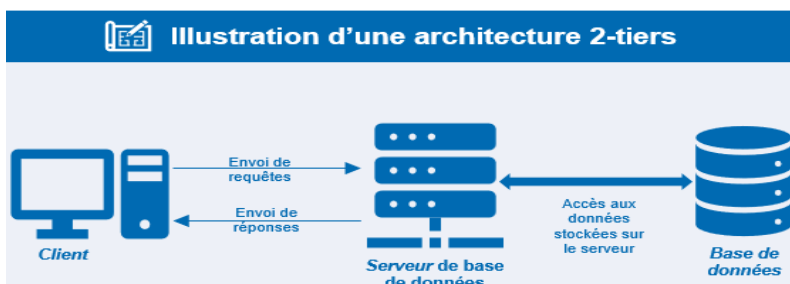 Illustration d'une architecture 2-tiers
Envoi de
requêtes
Envoi de
réponses
Client
Serveur de base
de données
Accès aux
données
stockées sur
le serveur
Base de
données